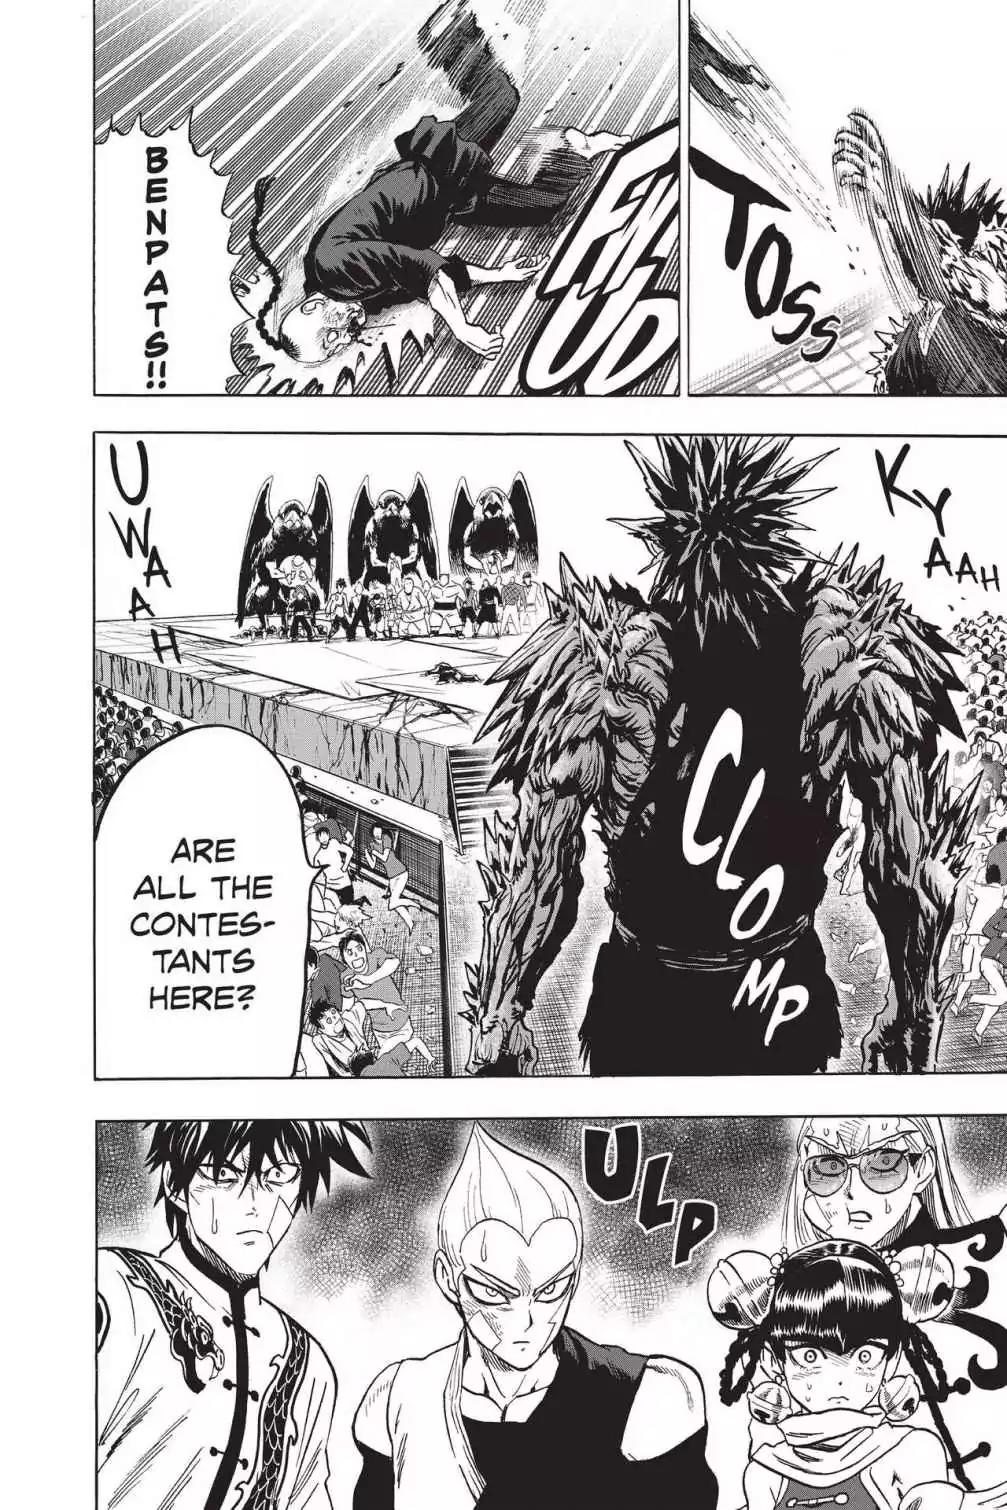 TOSS
FWUD
BENPATS!!
KYAAH
UWAAH
CLOMP
ARE
ALL THE
CONTES-
TANTS
HERE?
ULP